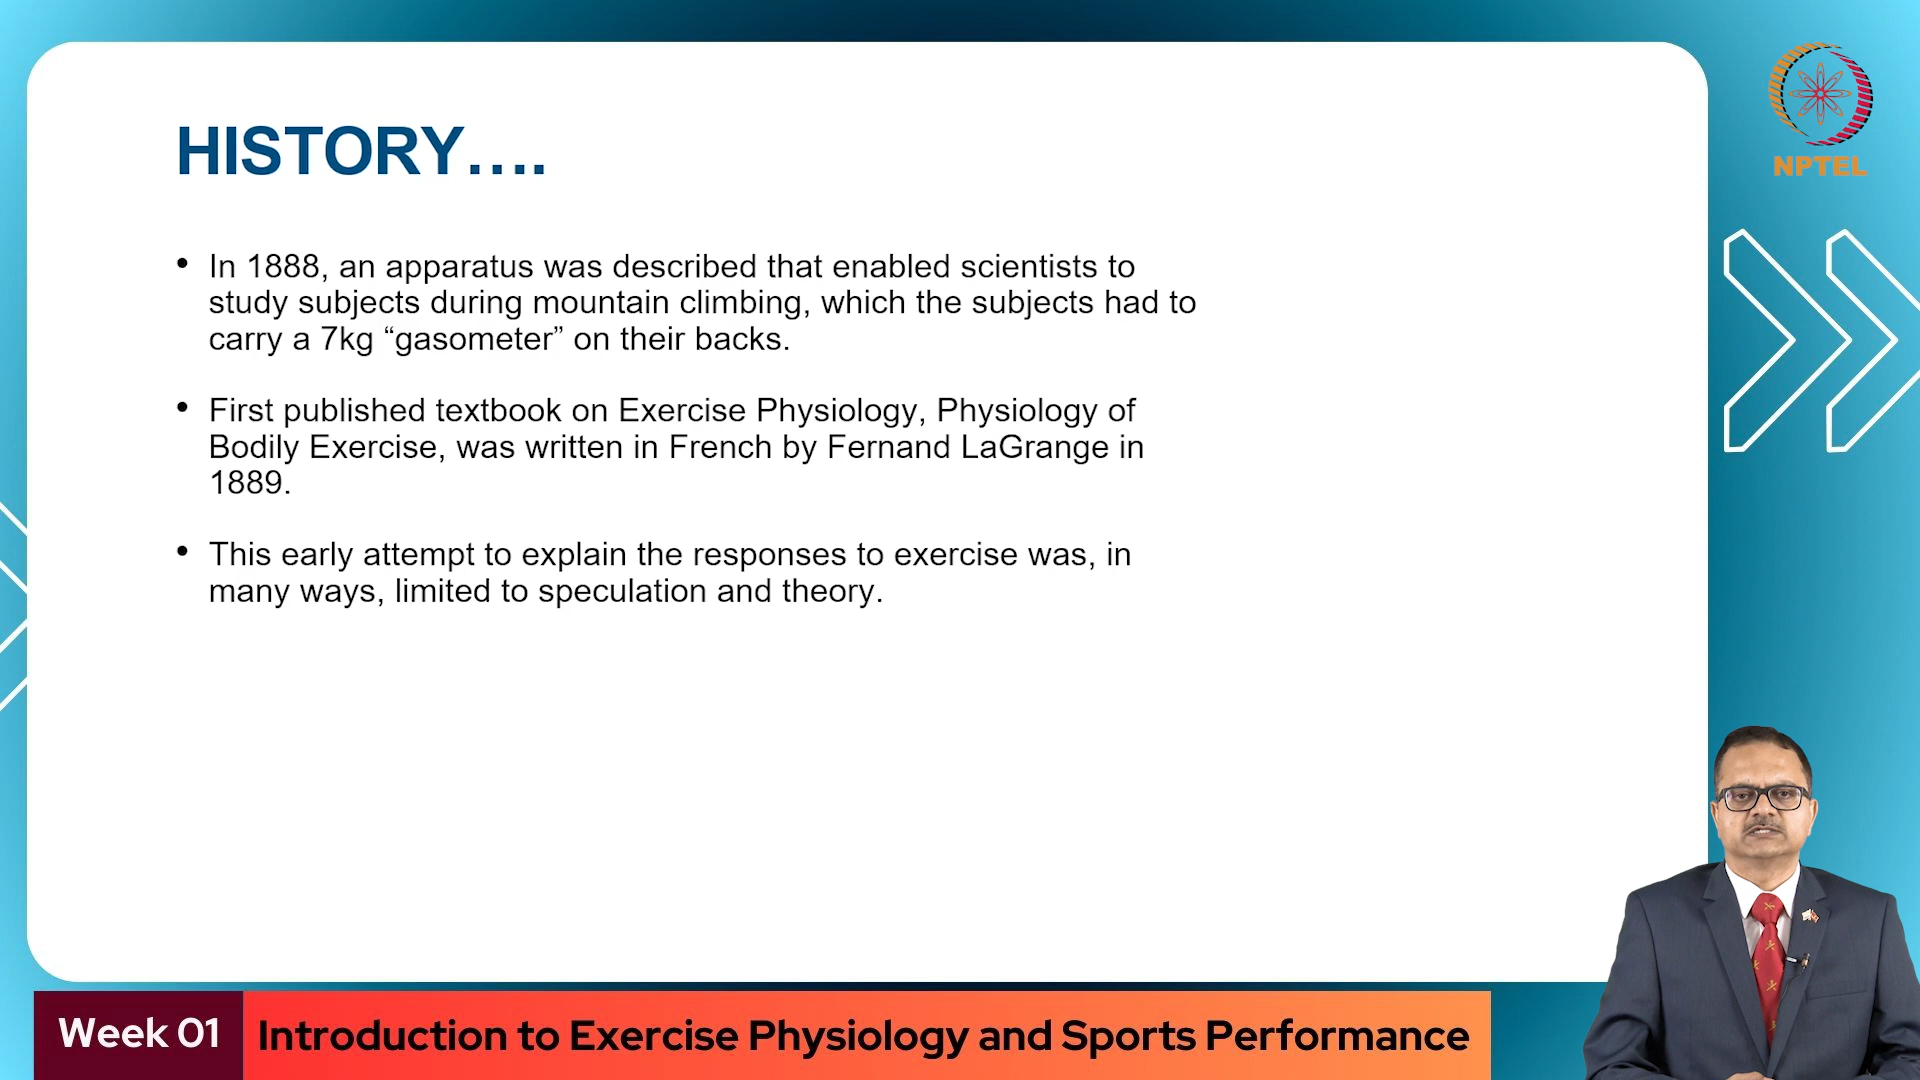 HISTORY….
• In 1888, an apparatus was described that enabled scientists to
study subjects during mountain climbing, which the subjects had to
carry a 7kg “gasometer” on their backs.
• First published textbook on Exercise Physiology, Physiology of
Bodily Exercise, was written in French by Fernand LaGrange in
1889.
• This early attempt to explain the responses to exercise was, in
many ways, limited to speculation and theory.
NPTEL
Week 01
Introduction to Exercise Physiology and Sports Performance